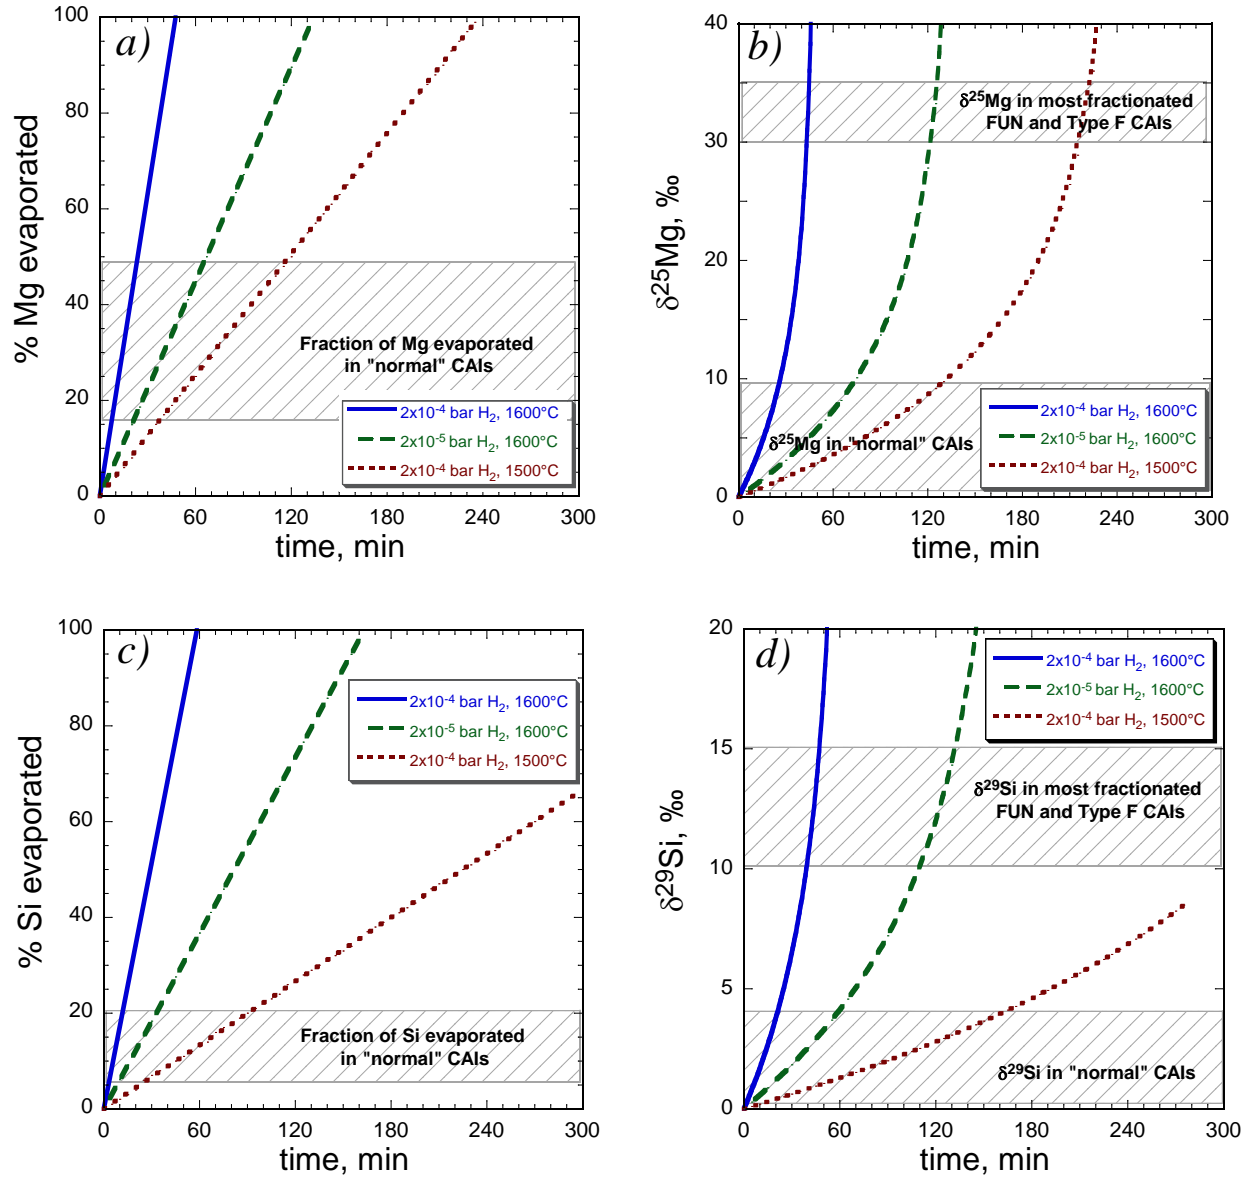 a)
% Mg evaporated
100
80
60
40
20
0
Fraction of Mg evaporated
in "normal" CAIs
2x10-4 bar H2, 1600°C
2x10-5 bar H2, 1600°C
2x10-4 bar H2, 1500°C
0 60 120 180 240 300
time, min
b)
δ25Mg, ‰
40
30
20
10
0
δ25Mg in most fractionated
FUN and Type F CAIs
δ25Mg in "normal" CAIs
2x10-4 bar H2, 1600°C
2x10-5 bar H2, 1600°C
2x10-4 bar H2, 1500°C
0 60 120 180 240 300
time, min
c)
% Si evaporated
100
80
60
40
20
0
2x10-4 bar H2, 1600°C
2x10-5 bar H2, 1600°C
2x10-4 bar H2, 1500°C
Fraction of Si evaporated
in "normal" CAIs
0 60 120 180 240 300
time, min
d)
δ29Si, ‰
20
15
10
5
0
2x10-4 bar H2, 1600°C
2x10-5 bar H2, 1600°C
2x10-4 bar H2, 1500°C
δ29Si in most fractionated
FUN and Type F CAIs
δ29Si in "normal" CAIs
0 60 120 180 240 300
time, min